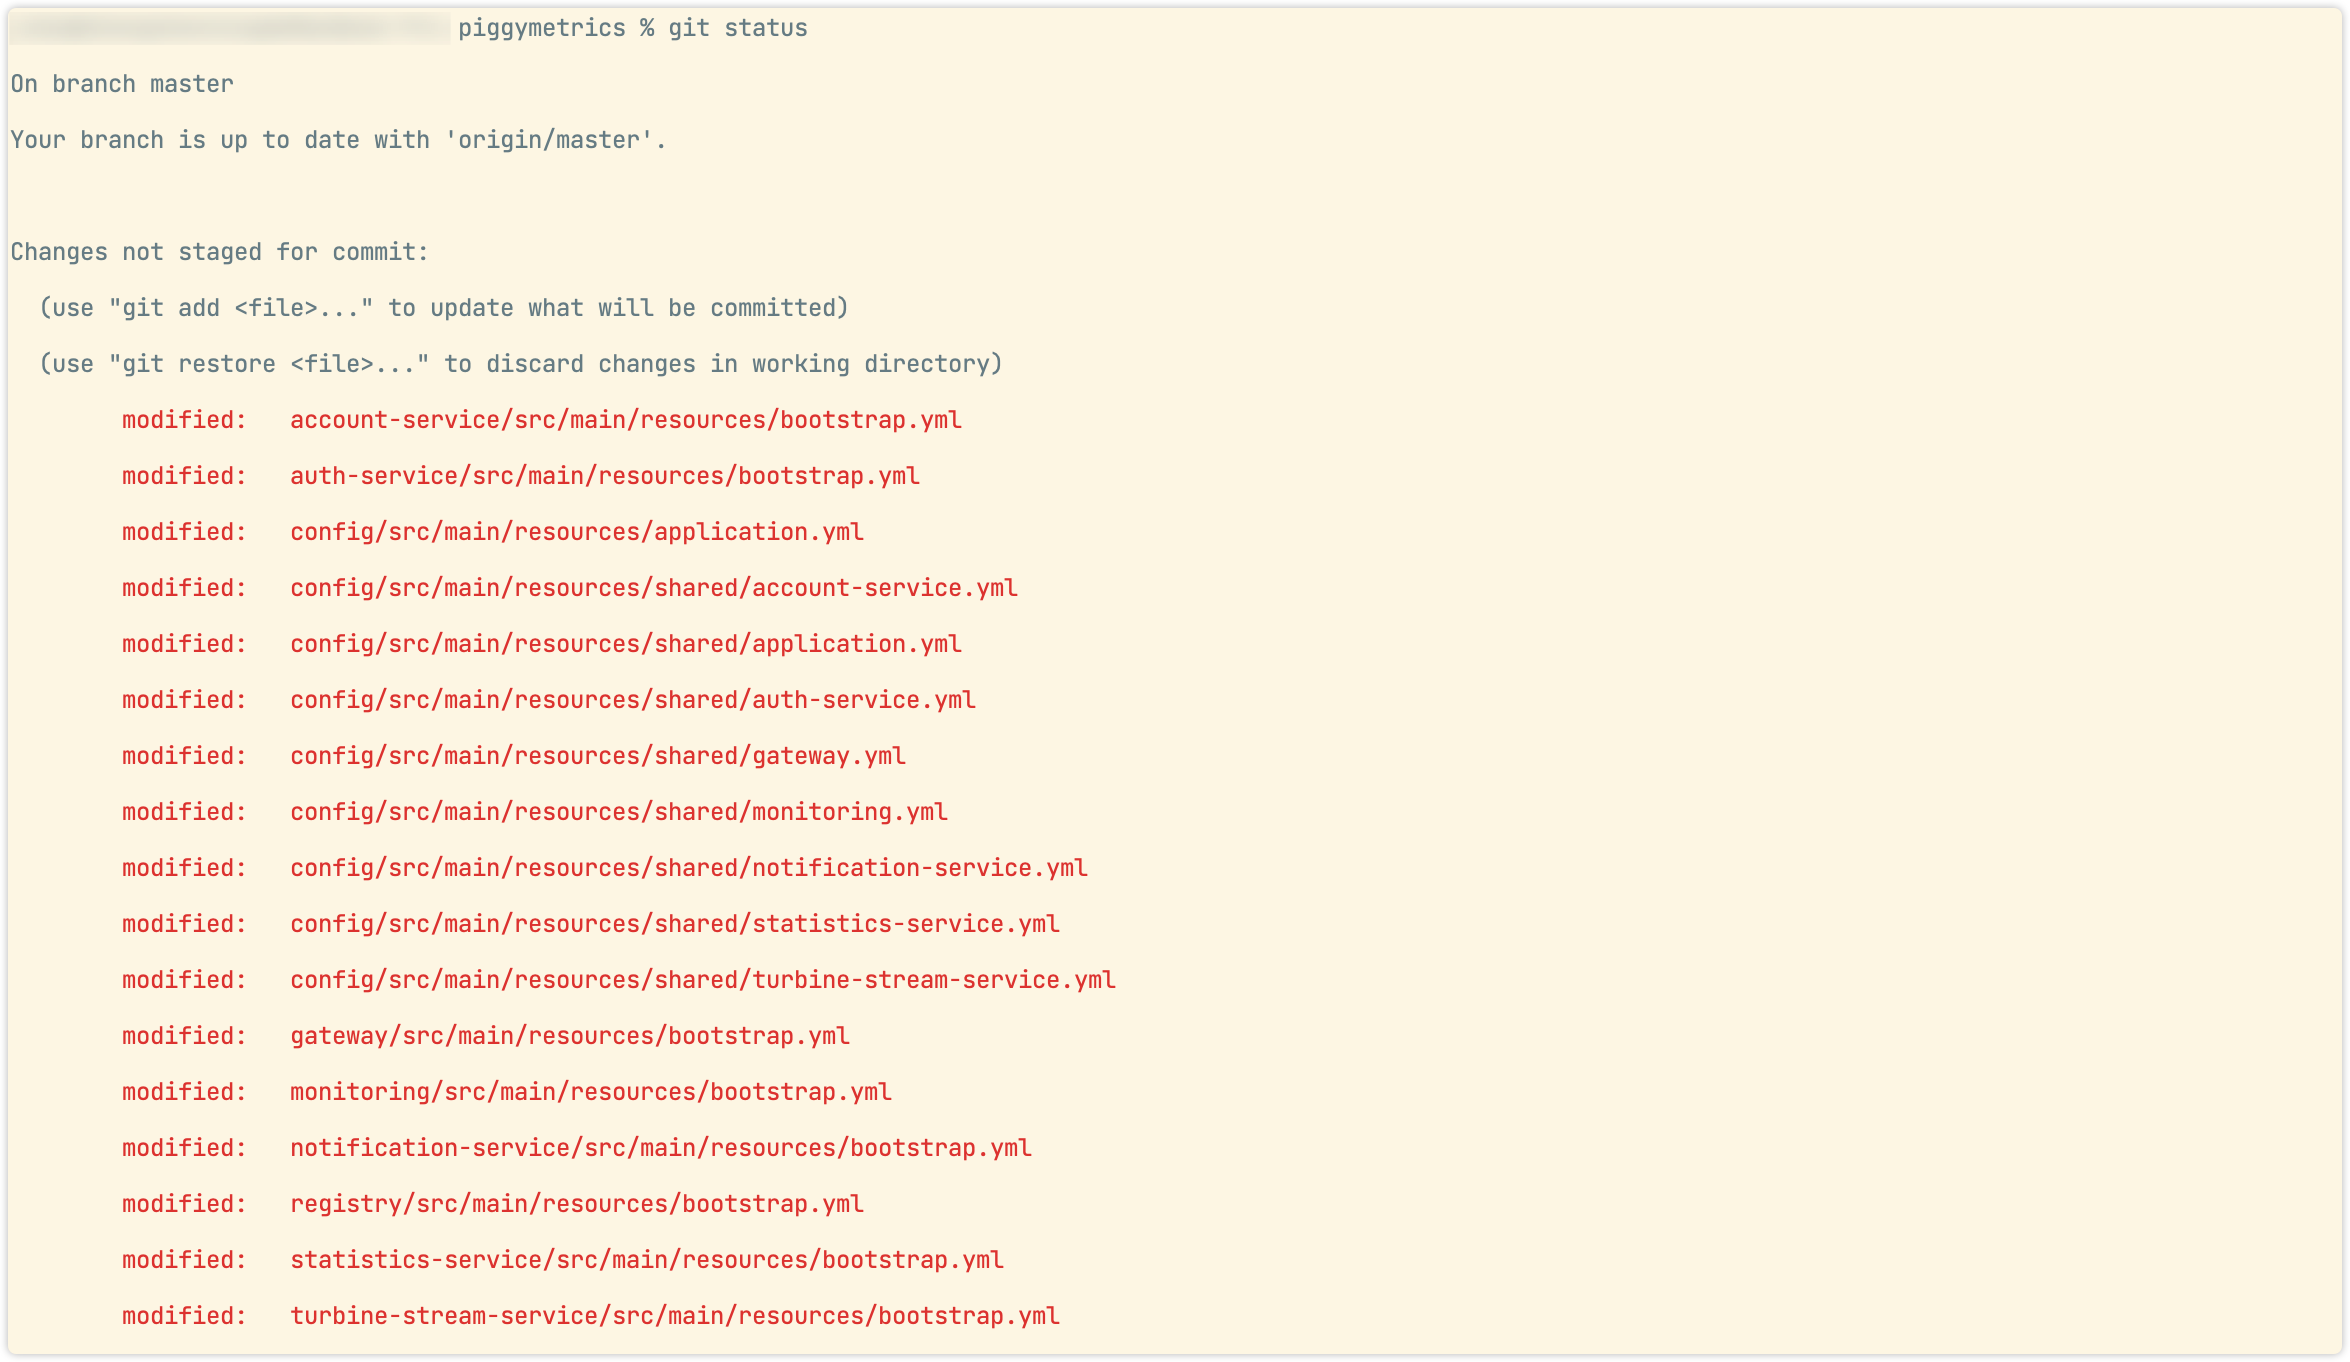 piggymetrics % git status
On branch master
Your branch is up to date with 'origin/master'.
Changes not staged for commit:
  (use "git add <file>..." to update what will be committed)
  (use "git restore <file>..." to discard changes in working directory)
        modified:   account-service/src/main/resources/bootstrap.yml
        modified:   auth-service/src/main/resources/bootstrap.yml
        modified:   config/src/main/resources/application.yml
        modified:   config/src/main/resources/shared/account-service.yml
        modified:   config/src/main/resources/shared/application.yml
        modified:   config/src/main/resources/shared/auth-service.yml
        modified:   config/src/main/resources/shared/gateway.yml
        modified:   config/src/main/resources/shared/monitoring.yml
        modified:   config/src/main/resources/shared/notification-service.yml
        modified:   config/src/main/resources/shared/statistics-service.yml
        modified:   config/src/main/resources/shared/turbine-stream-service.yml
        modified:   gateway/src/main/resources/bootstrap.yml
        modified:   monitoring/src/main/resources/bootstrap.yml
        modified:   notification-service/src/main/resources/bootstrap.yml
        modified:   registry/src/main/resources/bootstrap.yml
        modified:   statistics-service/src/main/resources/bootstrap.yml
        modified:   turbine-stream-service/src/main/resources/bootstrap.yml